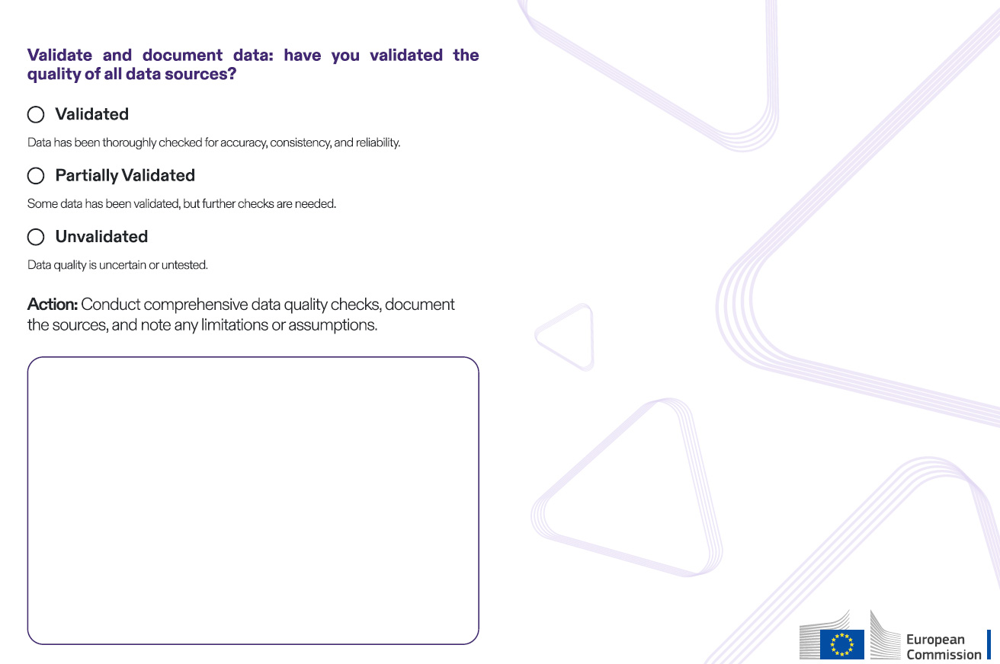 Validate and document data: have you validated the
quality of all data sources?
Validated
Data has been thoroughly checked for accuracy, consistency, and reliability.
Partially Validated
Some data has been validated, but further checks are needed.
Unvalidated
Data quality is uncertain or untested.
Action: Conduct comprehensive data quality checks, document
the sources, and note any limitations or assumptions.
European
Commission